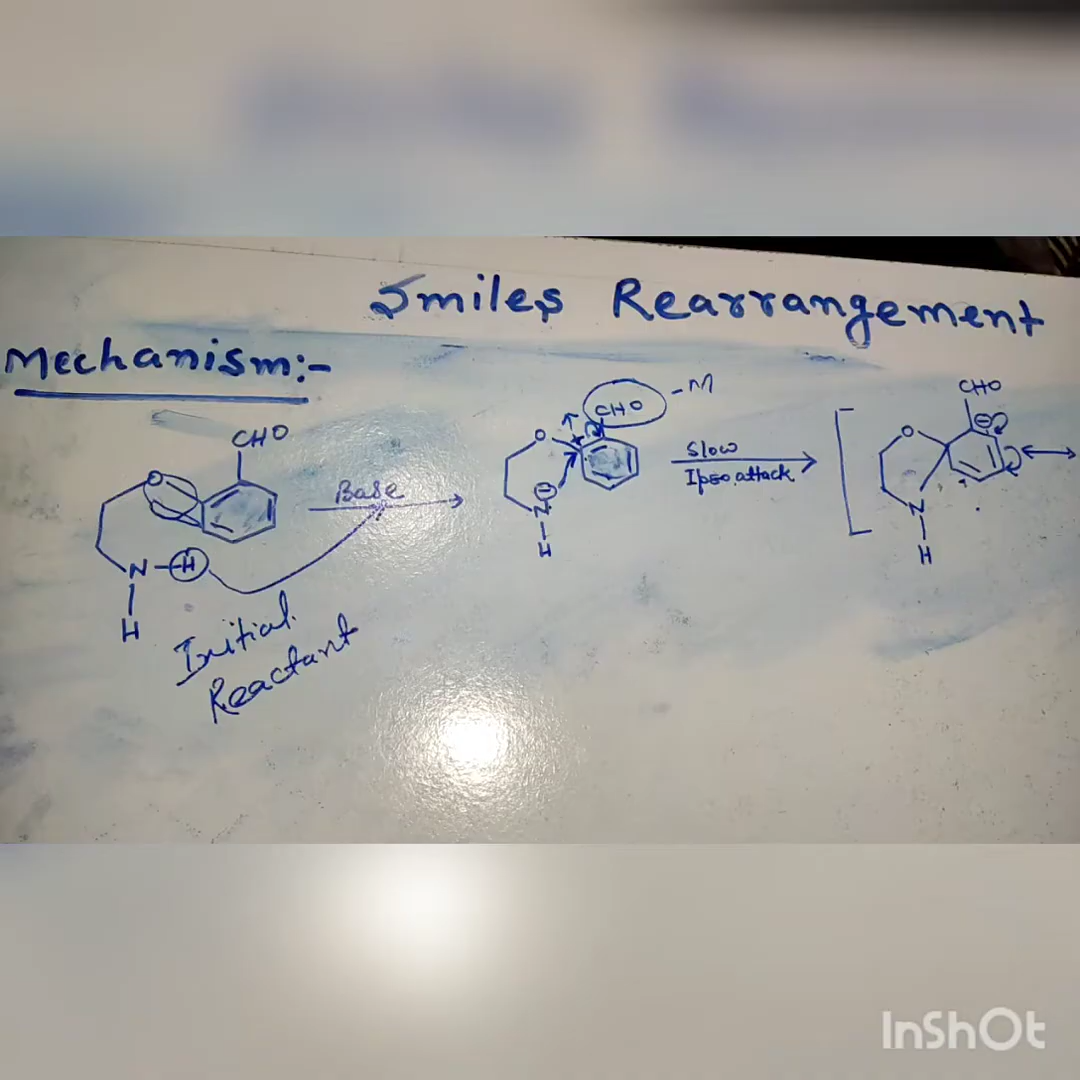 Smiles Rearrangement
Mechanism:-
CHO
O
N-H
H
Initial
Reactant
Base
CHO
-M
O
+
⊖
N
H
Slow
Ipso attack
CHO
⊖
O
N
H
InShOt